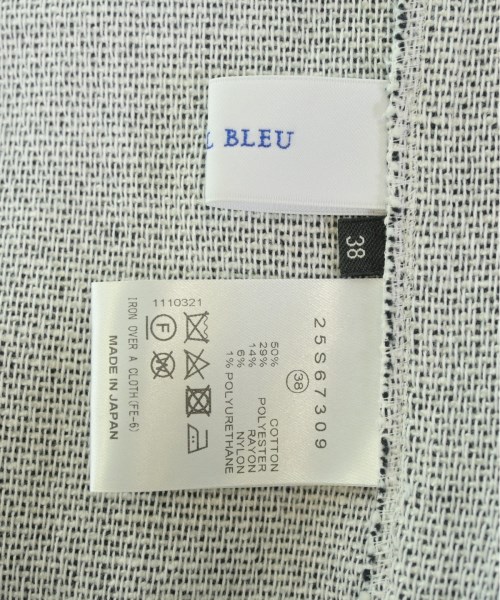 L BLEU
38
25S67309
38
50% COTTON
29% POLYESTER
14% RAYON
6% NYLON
1% POLYURETHANE
F
1110321
IRON OVER A CLOTH(FE-6)
MADE IN JAPAN